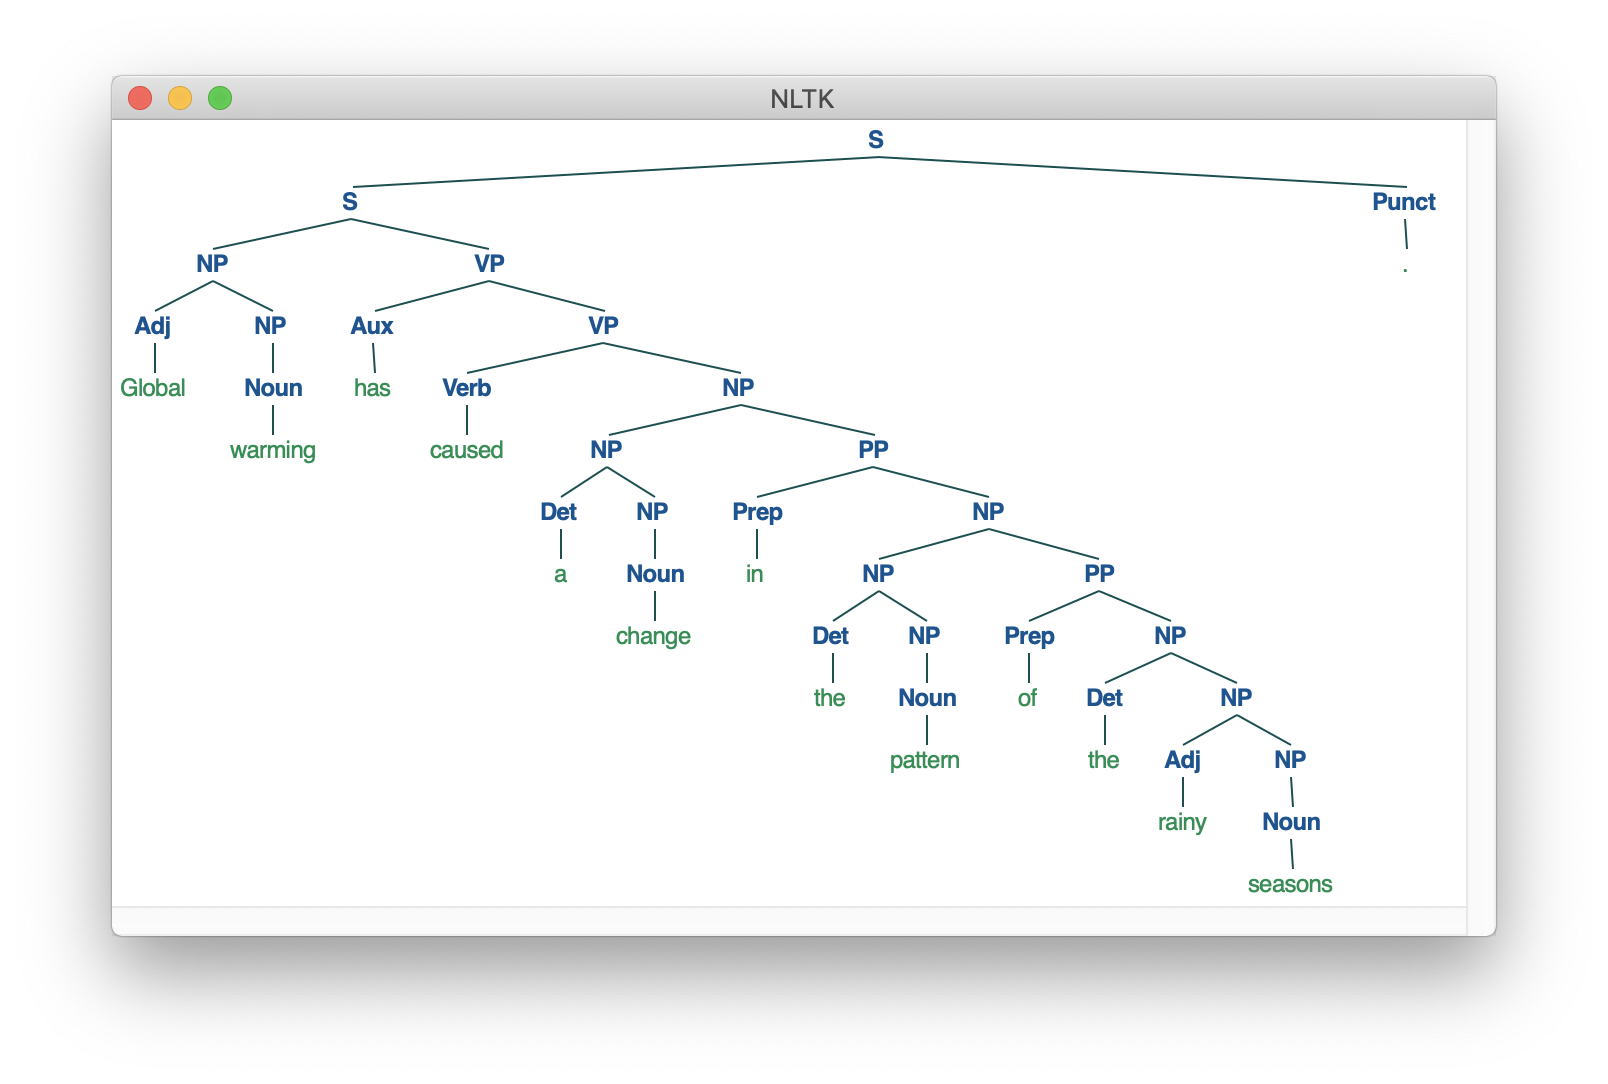 NLTK
S
S Punct
NP VP .
Adj NP Aux VP
Global Noun has Verb NP
warming caused NP PP
Det NP Prep NP
a Noun in NP PP
change Det NP Prep NP
the Noun of Det NP
pattern the Adj NP
rainy Noun
seasons